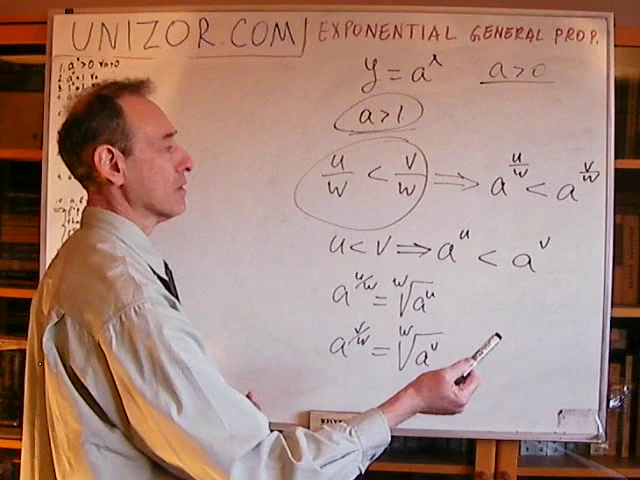 UNIZOR.COM/EXPONENTIAL GENERAL PROP.
y = a^x a>0
a>1
u/w < v/w ⇒ a^(u/w) < a^(v/w)
u < v ⇒ a^u < a^v
a^(u/w) = ʷ√(a^u)
a^(v/w) = ʷ√(a^v)